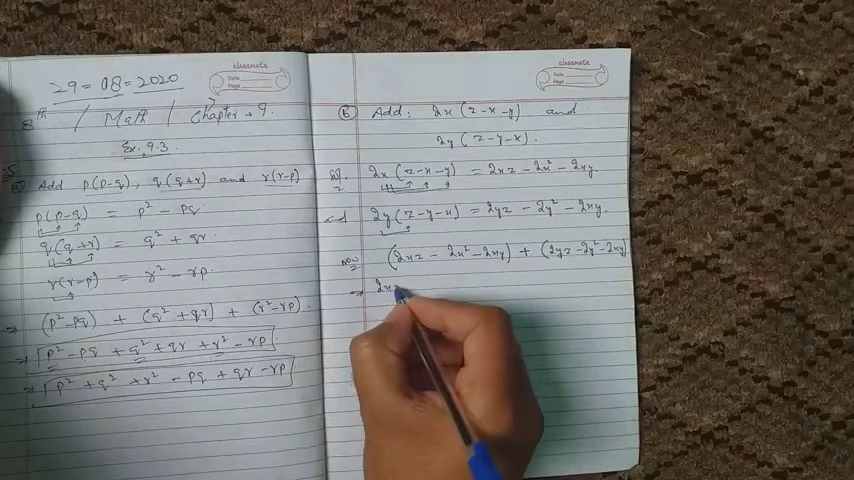 29 = 08 = 2020
classmate
Date
Page
8th / Math / Chapter → 9.
Ex. 9.3
Add p(p-q), q(q+r) and r(r-p)
p(p-q) = p² - pq
q(q+r) = q² + qr
r(r-p) = r² - rp
⇒ (p²-pq) + (q²+qr) + (r²-rp)
⇒ p² - pq + q² + qr + r² - rp
⇒ p² + q² + r² - pq + qr - rp
classmate
Date
Page
(B) Add: 2x(z-x-y) and
2y(z-y-x).
Sol. 2x(z-x-y) = 2xz - 2x² - 2xy
and 2y(z-y-x) = 2yz - 2y² - 2xy.
now (2xz - 2x² - 2xy) + (2yz - 2y² - 2xy)
⇒ 2xz